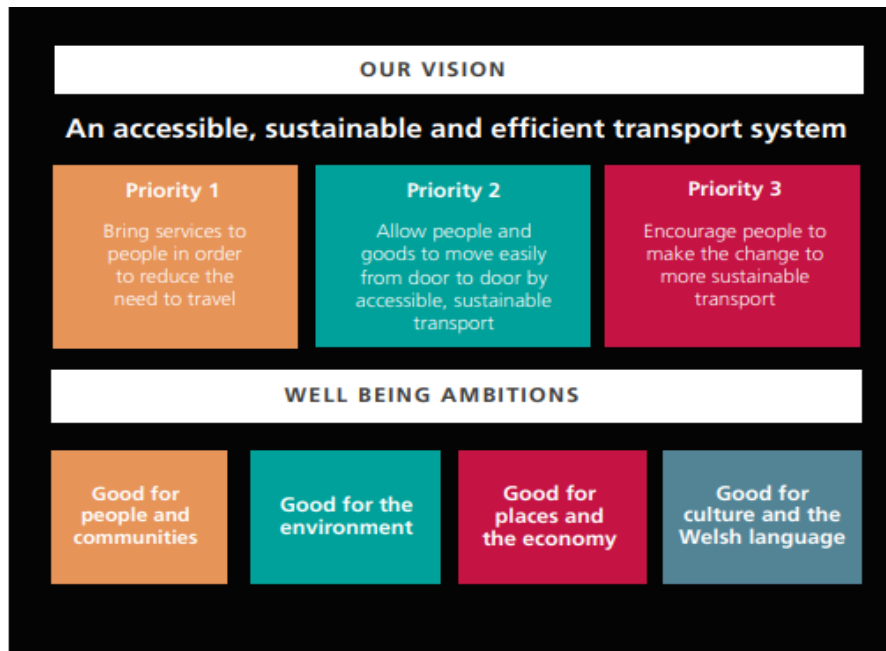 OUR VISION
An accessible, sustainable and efficient transport system
Priority 1
Bring services to
people in order
to reduce the
need to travel
Priority 2
Allow people and
goods to move easily
from door to door by
accessible, sustainable
transport
Priority 3
Encourage people to
make the change to
more sustainable
transport
WELL BEING AMBITIONS
Good for
people and
communities
Good for the
environment
Good for
places and
the economy
Good for
culture and the
Welsh language